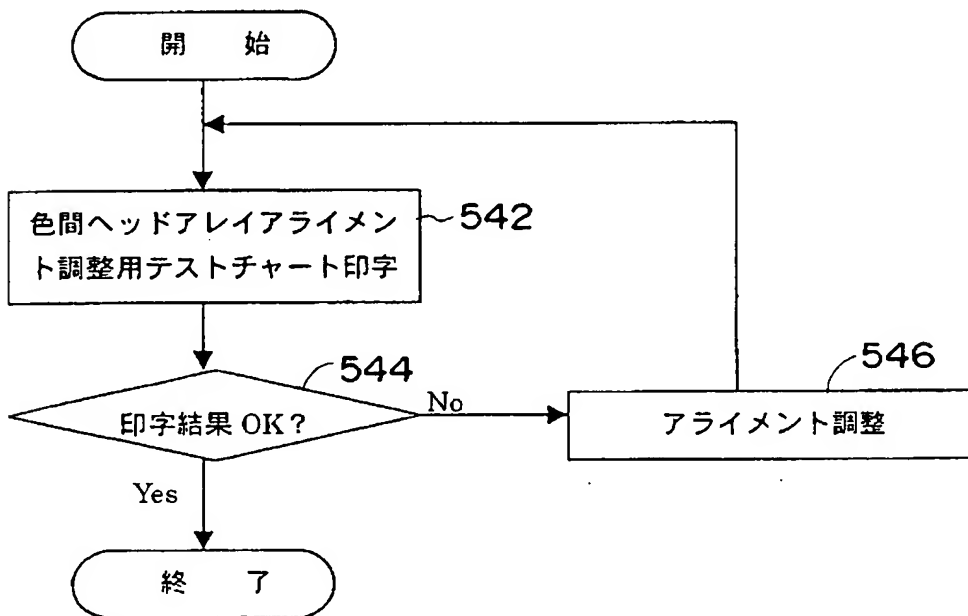 開 始
色間ヘッドアレイアライメン
ト調整用テストチャート印字
542
544
印字結果 OK？
No
546
アライメント調整
Yes
終 了